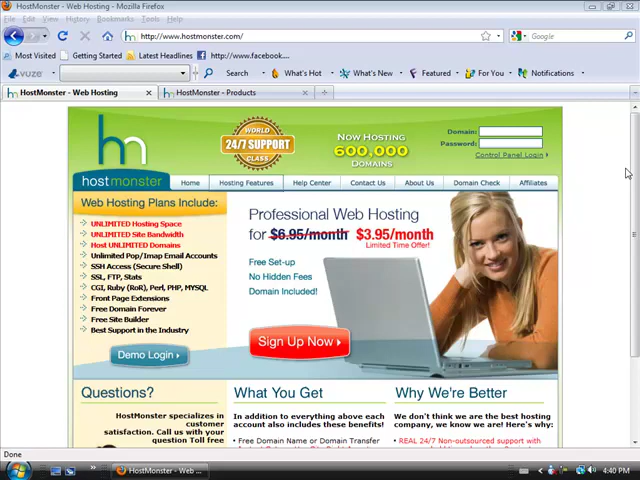 HostMonster - Web Hosting - Mozilla Firefox
File Edit View History Bookmarks Tools Help
http://www.hostmonster.com/
Google
Most Visited Getting Started Latest Headlines http://www.facebook....
VUZE Search What's Hot What's New Featured For You Notifications
HostMonster - Web Hosting HostMonster - Products
hm
hostmonster
WORLD
24/7 SUPPORT
CLASS
NOW HOSTING
600,000
DOMAINS
Domain:
Password:
Control Panel Login
Home Hosting Features Help Center Contact Us About Us Domain Check Affiliates
Web Hosting Plans Include:
UNLIMITED Hosting Space
UNLIMITED Site Bandwidth
Host UNLIMITED Domains
Unlimited Pop/Imap Email Accounts
SSH Access (Secure Shell)
SSL, FTP, Stats
CGI, Ruby (RoR), Perl, PHP, MYSQL
Front Page Extensions
Free Domain Forever
Free Site Builder
Best Support in the Industry
Demo Login
Professional Web Hosting
for $6.95/month $3.95/month
Limited Time Offer!
Free Set-up
No Hidden Fees
Domain Included!
Sign Up Now
Questions?
HostMonster specializes in
customer
satisfaction. Call us with
your question Toll free
What You Get
In addition to everything above each
account also includes these benefits!
Free Domain Name or Domain Transfer
Why We're Better
We don't think we are the best hosting
company, we know we are! Here's why:
REAL 24/7 Non-outsourced support with
Done
HostMonster - Web ...
4:40 PM